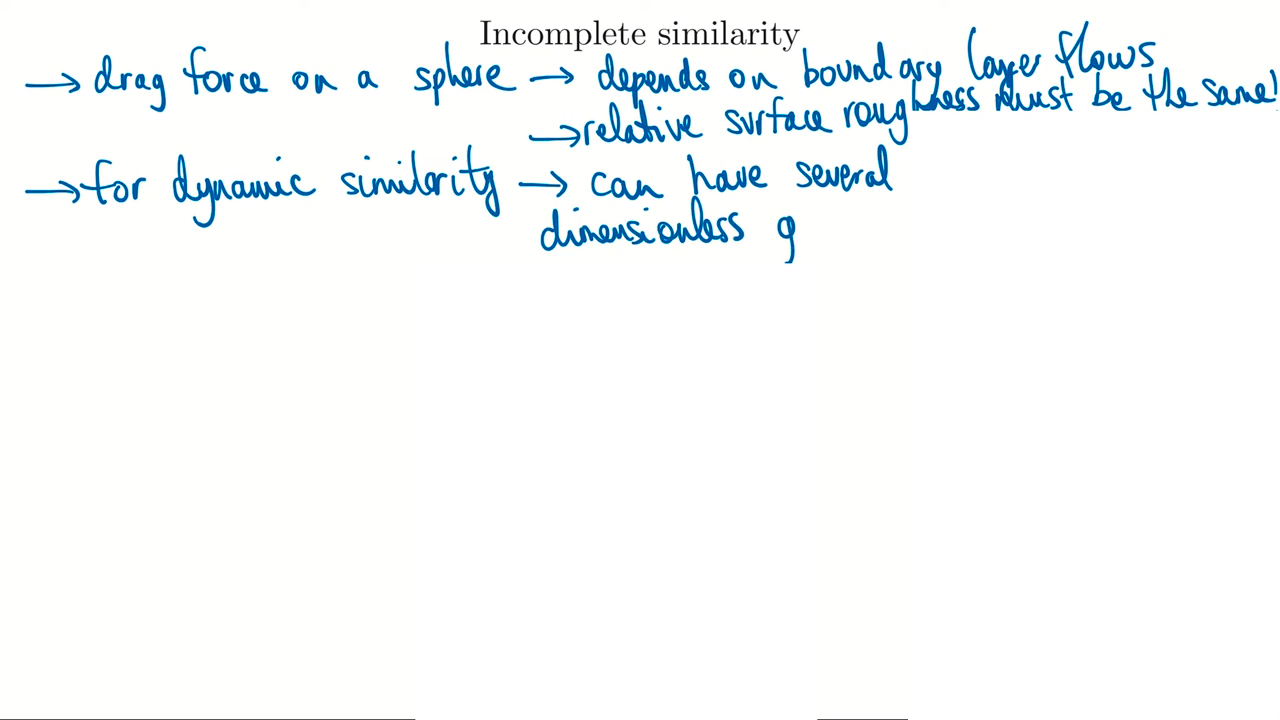 Incomplete similarity
→ drag force on a sphere → depends on boundary layer flows
→ relative surface roughness must be the same!
→ for dynamic similarity → can have several
dimensionless g